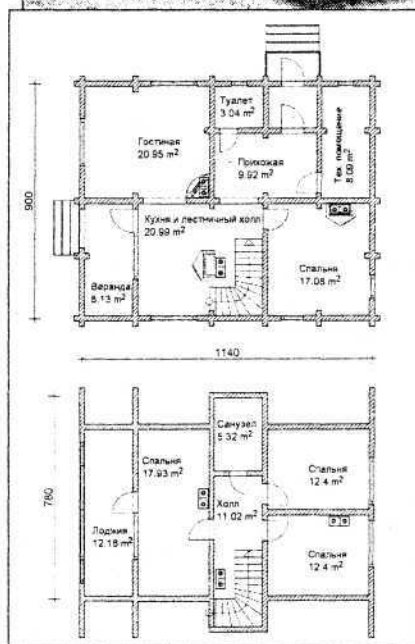 Туалет
3.04 m²
Гостиная
20.95 m²
Прихожая
9.92 m²
Тех. помещение
8.09 m²
900
Кухня и лестничный холл
20.99 m²
Веранда
8.13 m²
Спальня
17.08 m²
1140
Санузел
5.32 m²
Спальня
17.93 m²
Спальня
12.4 m²
780
Холл
11.02 m²
Лоджия
12.18 m²
Спальня
12.4 m²